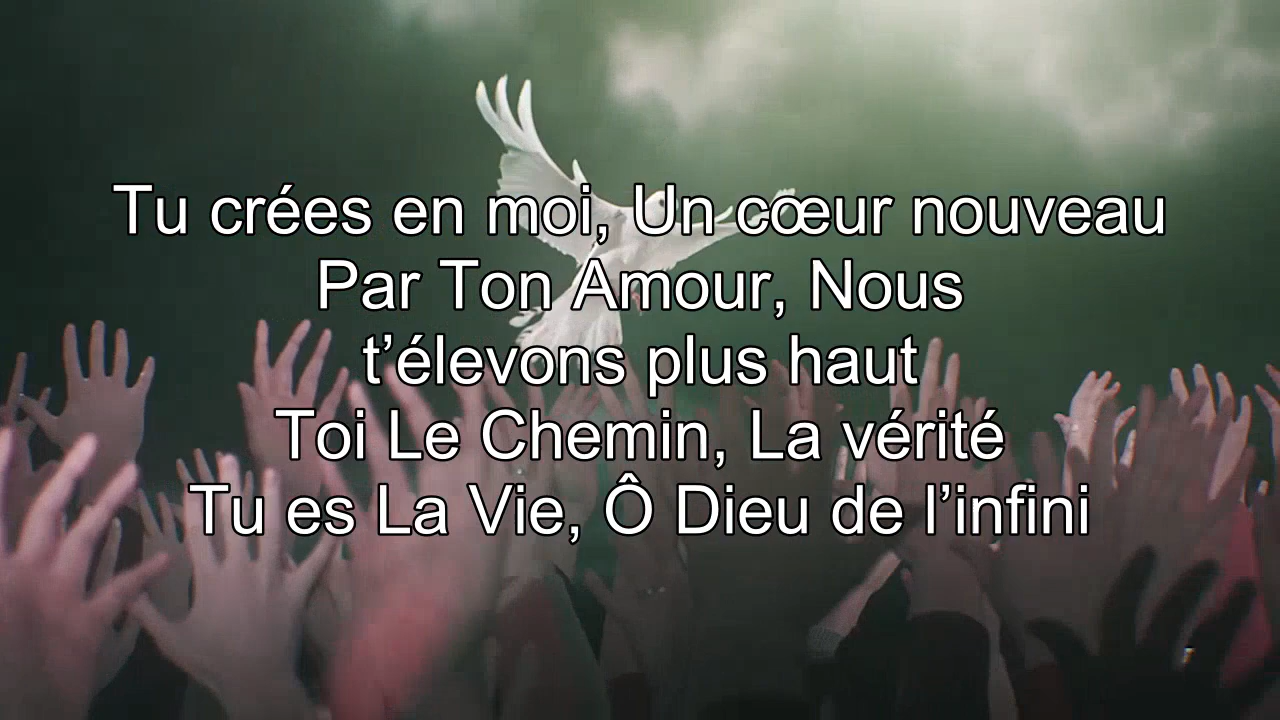 Tu crées en moi, Un cœur nouveau
Par Ton Amour, Nous
t’élevons plus haut
Toi Le Chemin, La vérité
Tu es La Vie, Ô Dieu de l’infini